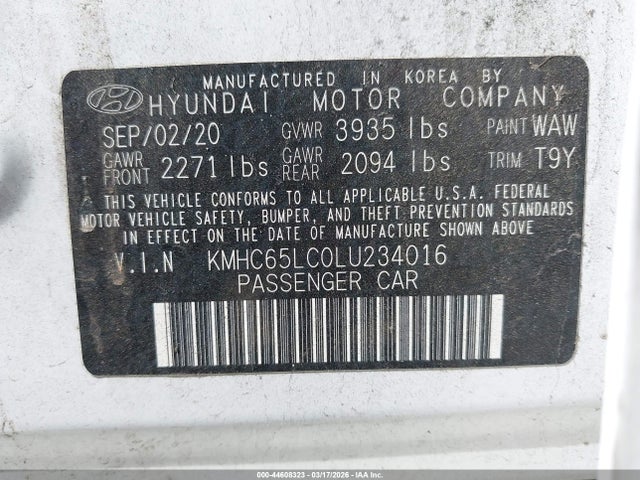 MANUFACTURED IN KOREA BY
HYUNDAI MOTOR COMPANY
SEP/02/20 GVWR 3935 lbs PAINT WAW
GAWR FRONT 2271 lbs GAWR REAR 2094 lbs TRIM T9Y
THIS VEHICLE CONFORMS TO ALL APPLICABLE U.S.A. FEDERAL
MOTOR VEHICLE SAFETY, BUMPER, AND THEFT PREVENTION STANDARDS
IN EFFECT ON THE DATE OF MANUFACTURE SHOWN ABOVE.
V.I.N KMHC65LC0LU234016
PASSENGER CAR
000-44608323 - 03/17/2026 - COPART